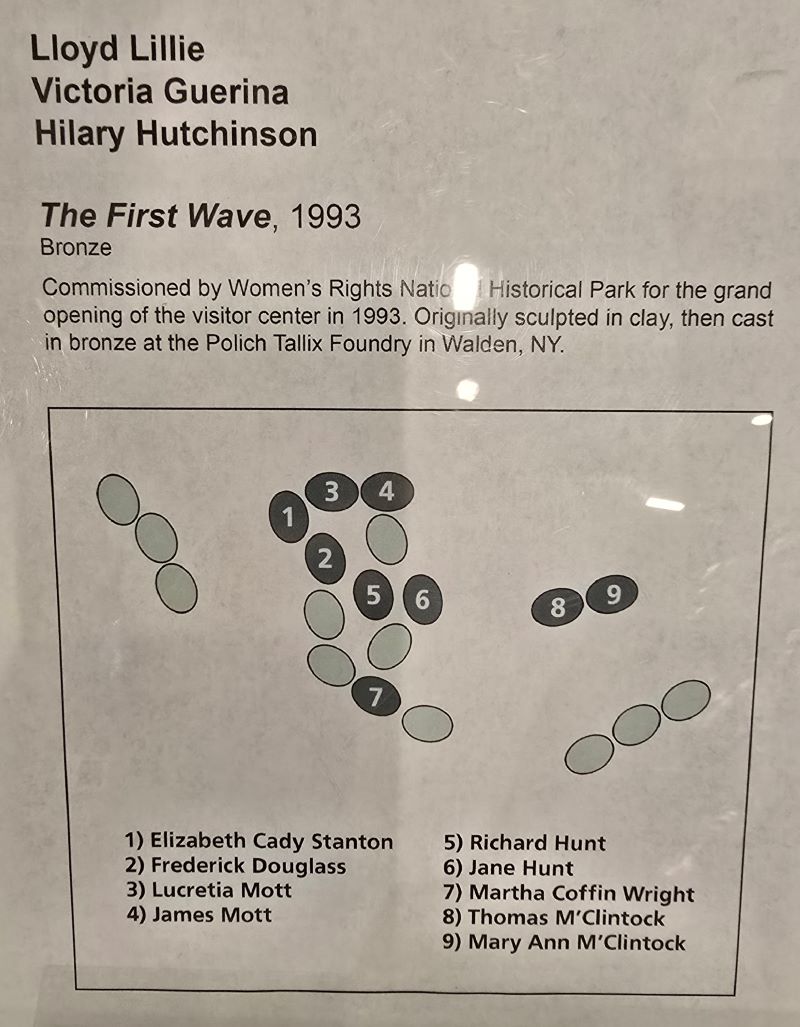 Lloyd Lillie
Victoria Guerina
Hilary Hutchinson
The First Wave, 1993
Bronze
Commissioned by Women's Rights National Historical Park for the grand
opening of the visitor center in 1993. Originally sculpted in clay, then cast
in bronze at the Polich Tallix Foundry in Walden, NY.
3 4
1
2
5 6
8 9
7
1) Elizabeth Cady Stanton
2) Frederick Douglass
3) Lucretia Mott
4) James Mott
5) Richard Hunt
6) Jane Hunt
7) Martha Coffin Wright
8) Thomas M'Clintock
9) Mary Ann M'Clintock